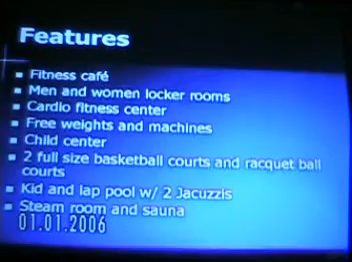 Features
Fitness café
Men and women locker rooms
Cardio fitness center
Free weights and machines
Child center
2 full size basketball courts and racquet ball
courts
Kid and lap pool w/ 2 Jacuzzis
Steam room and sauna
01.01.2006